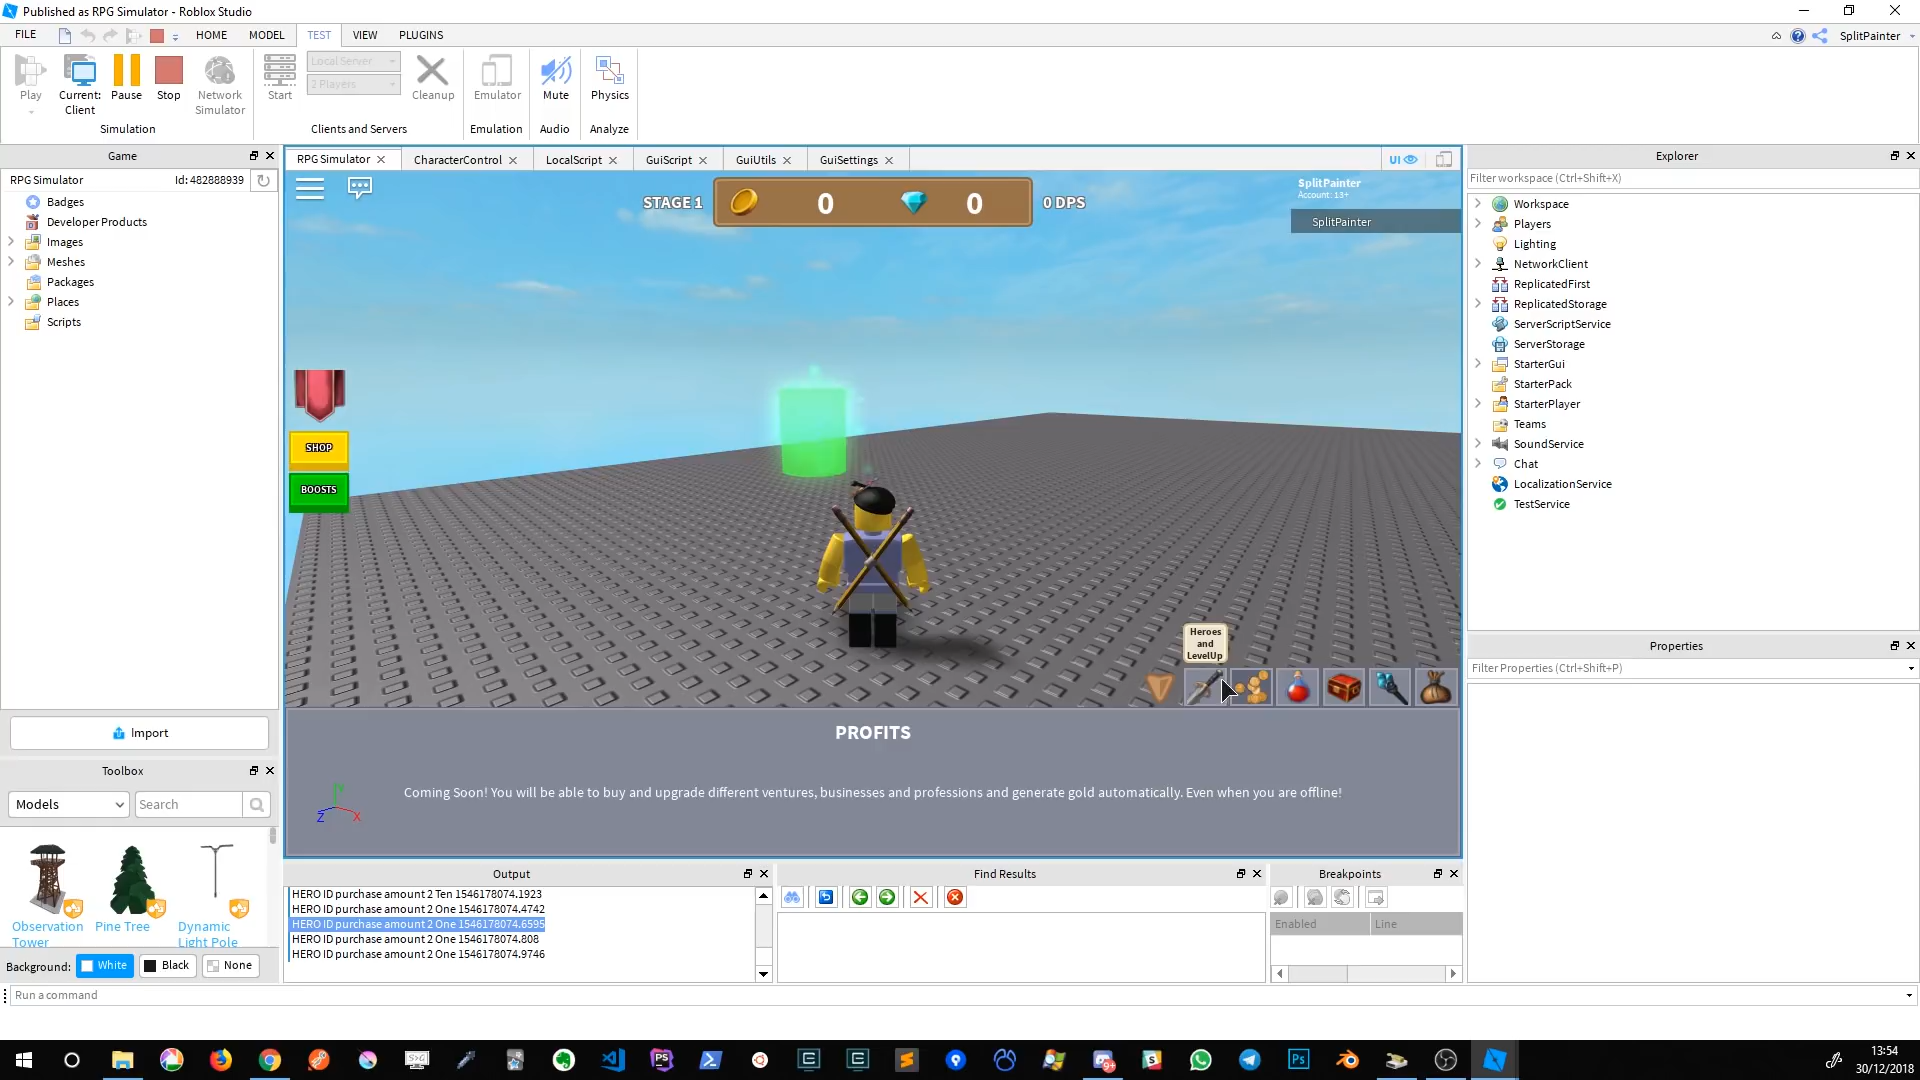 Published as RPG Simulator - Roblox Studio
FILE
HOME
MODEL
TEST
VIEW
PLUGINS
SplitPainter
Play
Current:
Client
Pause
Stop
Network
Simulator
Simulation
Start
Local Server
2 Players
Cleanup
Clients and Servers
Emulator
Emulation
Mute
Audio
Physics
Analyze
Game
RPG Simulator
Id: 482888939
Badges
Developer Products
Images
Meshes
Packages
Places
Scripts
Import
Toolbox
Models
Search
Observation
Tower
Pine Tree
Dynamic
Light Pole
Background:
White
Black
None
Run a command
RPG Simulator
CharacterControl
LocalScript
GuiScript
GuiUtils
GuiSettings
UI
STAGE 1
0
0
0 DPS
SplitPainter
Account: 13+
SplitPainter
SHOP
BOOSTS
Heroes
and
LevelUp
PROFITS
Coming Soon! You will be able to buy and upgrade different ventures, businesses and professions and generate gold automatically. Even when you are offline!
Y
Z
X
Output
HERO ID purchase amount 2 Ten 1546178074.1923
HERO ID purchase amount 2 One 1546178074.4742
HERO ID purchase amount 2 One 1546178074.6595
HERO ID purchase amount 2 One 1546178074.808
HERO ID purchase amount 2 One 1546178074.9746
Find Results
Breakpoints
Enabled
Line
Explorer
Filter workspace (Ctrl+Shift+X)
Workspace
Players
Lighting
NetworkClient
ReplicatedFirst
ReplicatedStorage
ServerScriptService
ServerStorage
StarterGui
StarterPack
StarterPlayer
Teams
SoundService
Chat
LocalizationService
TestService
Properties
Filter Properties (Ctrl+Shift+P)
13:54
30/12/2018